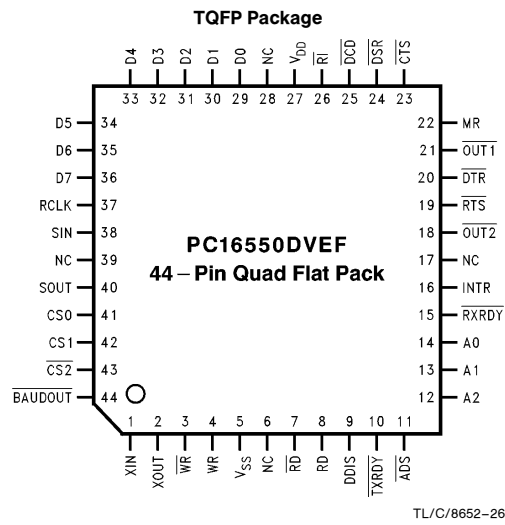 TQFP Package
D4 D3 D2 D1 D0 NC VDD RI DCD DSR CTS
33 32 31 30 29 28 27 26 25 24 23
D5 34 22 MR
D6 35 21 OUT1
D7 36 20 DTR
RCLK 37 19 RTS
SIN 38 18 OUT2
NC 39 17 NC
PC16550DVEF
44–Pin Quad Flat Pack
SOUT 40 16 INTR
CS0 41 15 RXRDY
CS1 42 14 A0
CS2 43 13 A1
BAUDOUT 44 12 A2
1 2 3 4 5 6 7 8 9 10 11
XIN XOUT WR WR VSS NC RD RD DDIS TXRDY ADS
TL/C/8652–26